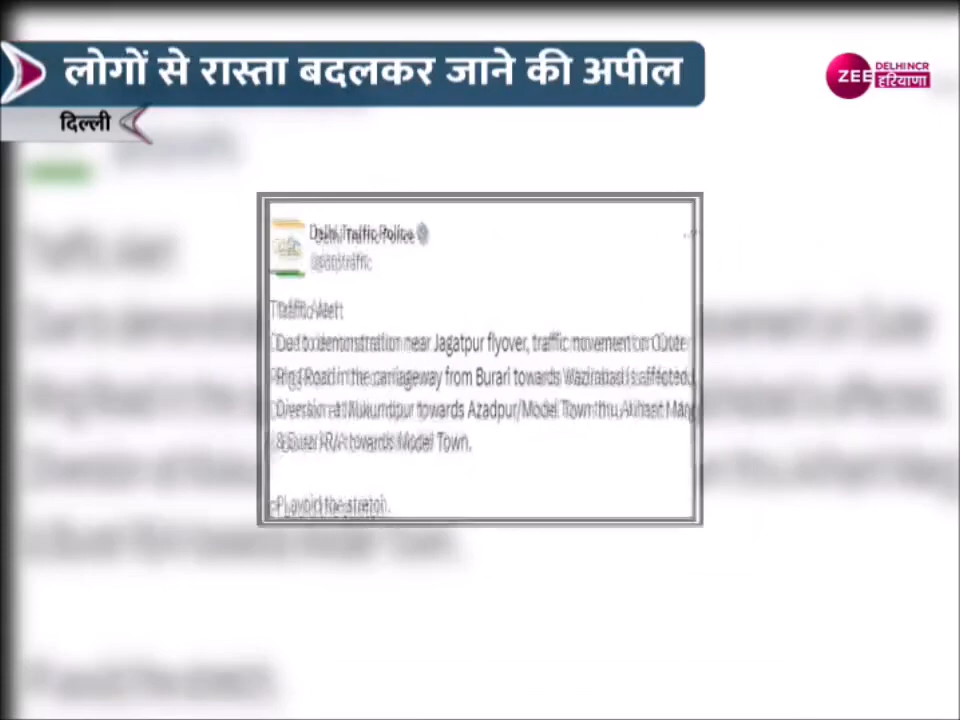 लोगों से रास्ता बदलकर जाने की अपील
ZEE DELHI NCR हरियाणा
दिल्ली
Delhi Traffic Police
@dtptraffic
Traffic Alert
Due to demonstration near Jagatpur flyover, traffic movement on Outer
Ring Road in the carriageway from Burari towards Wazirabad is affected.
Diversion at Mukundpur towards Azadpur/Model Town thru
& Burari towards Model Town.
Pl avoid the stretch.